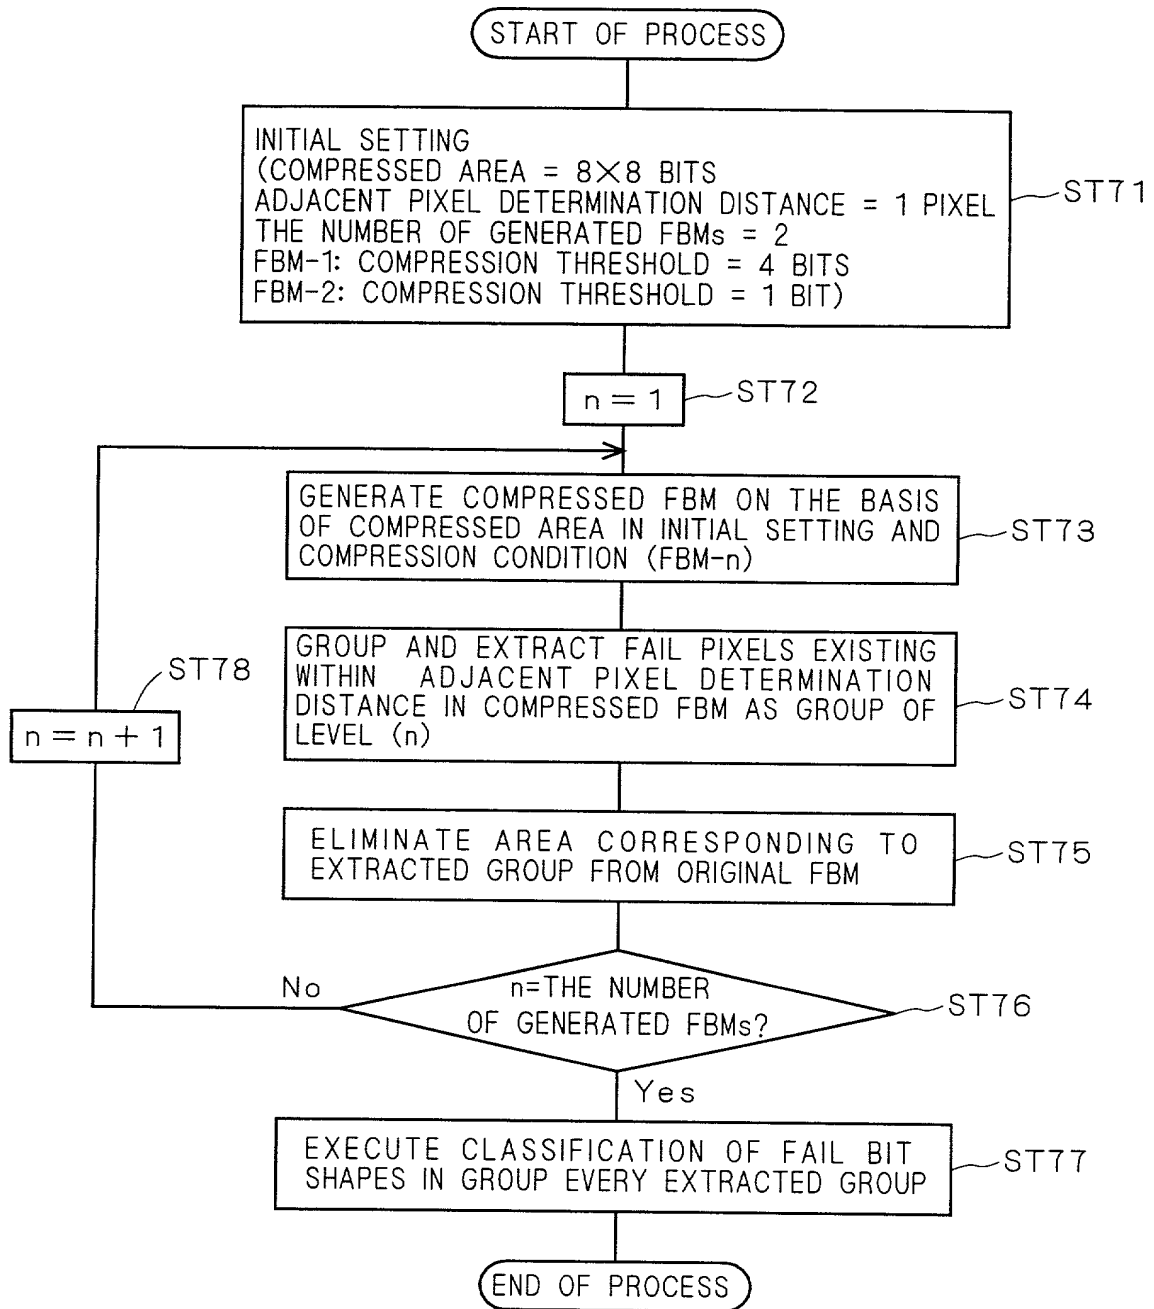 START OF PROCESS
INITIAL SETTING
(COMPRESSED AREA = 8×8 BITS
ADJACENT PIXEL DETERMINATION DISTANCE = 1 PIXEL
THE NUMBER OF GENERATED FBMs = 2
FBM-1: COMPRESSION THRESHOLD = 4 BITS
FBM-2: COMPRESSION THRESHOLD = 1 BIT)
ST71
n = 1
ST72
GENERATE COMPRESSED FBM ON THE BASIS
OF COMPRESSED AREA IN INITIAL SETTING AND
COMPRESSION CONDITION (FBM-n)
ST73
GROUP AND EXTRACT FAIL PIXELS EXISTING
WITHIN ADJACENT PIXEL DETERMINATION
DISTANCE IN COMPRESSED FBM AS GROUP OF
LEVEL (n)
ST74
ST78
n = n + 1
ELIMINATE AREA CORRESPONDING TO
EXTRACTED GROUP FROM ORIGINAL FBM
ST75
n=THE NUMBER
OF GENERATED FBMs?
ST76
No
Yes
EXECUTE CLASSIFICATION OF FAIL BIT
SHAPES IN GROUP EVERY EXTRACTED GROUP
ST77
END OF PROCESS